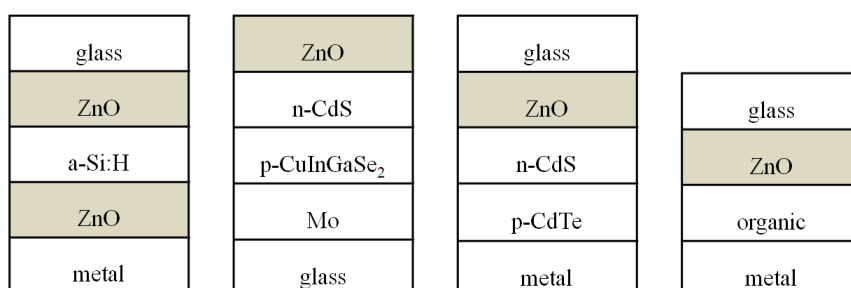 glass
ZnO
a-Si:H
ZnO
metal
ZnO
n-CdS
p-CuInGaSe₂
Mo
glass
glass
ZnO
n-CdS
p-CdTe
metal
glass
ZnO
organic
metal